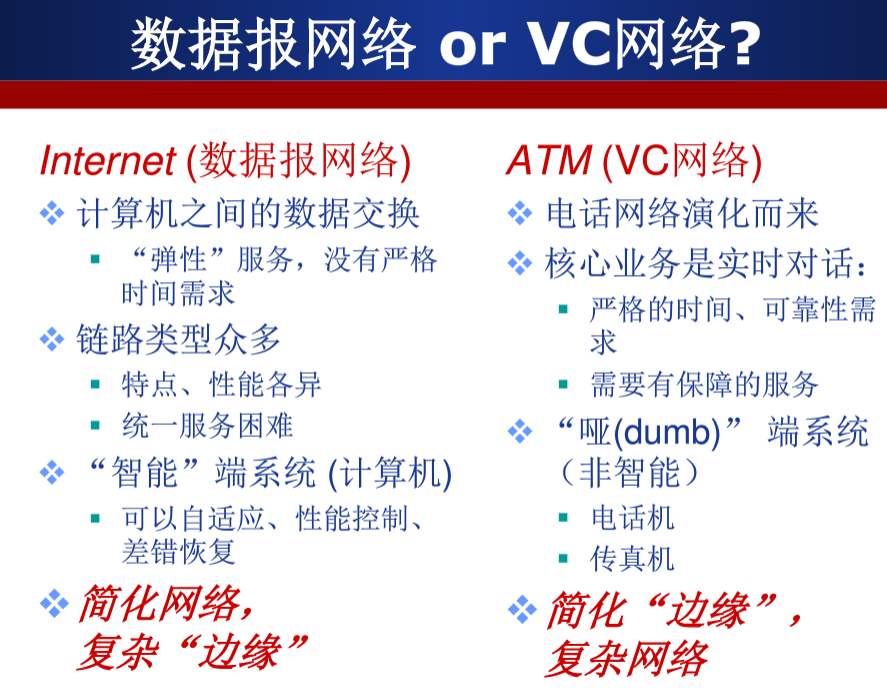 数据报网络 or VC网络?
Internet (数据报网络)
计算机之间的数据交换
“弹性”服务，没有严格
时间需求
链路类型众多
特点、性能各异
统一服务困难
“智能”端系统 (计算机)
可以自适应、性能控制、
差错恢复
简化网络，
复杂“边缘”
ATM (VC网络)
电话网络演化而来
核心业务是实时对话：
严格的时间、可靠性需
求
需要有保障的服务
“哑(dumb)” 端系统
（非智能）
电话机
传真机
简化“边缘”，
复杂网络